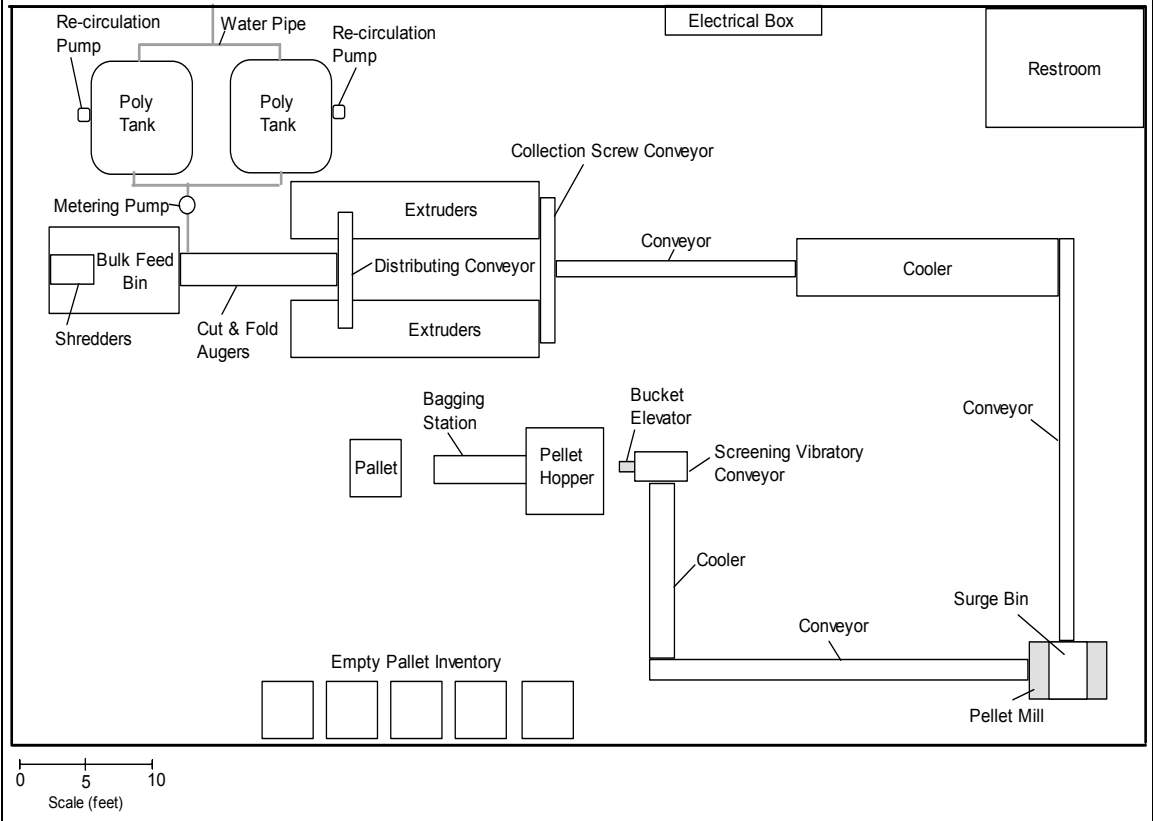 Electrical Box
Re-circulation
Pump
Water Pipe
Re-circulation
Pump
Restroom
Poly
Tank
Poly
Tank
Collection Screw Conveyor
Metering Pump
Extruders
Conveyor
Bulk Feed
Bin
Distributing Conveyor
Cooler
Shredders
Cut & Fold
Augers
Extruders
Bagging
Station
Bucket
Elevator
Conveyor
Pallet
Pellet
Hopper
Screening Vibratory
Conveyor
Cooler
Surge Bin
Conveyor
Empty Pallet Inventory
Pellet Mill
0 5 10
Scale (feet)